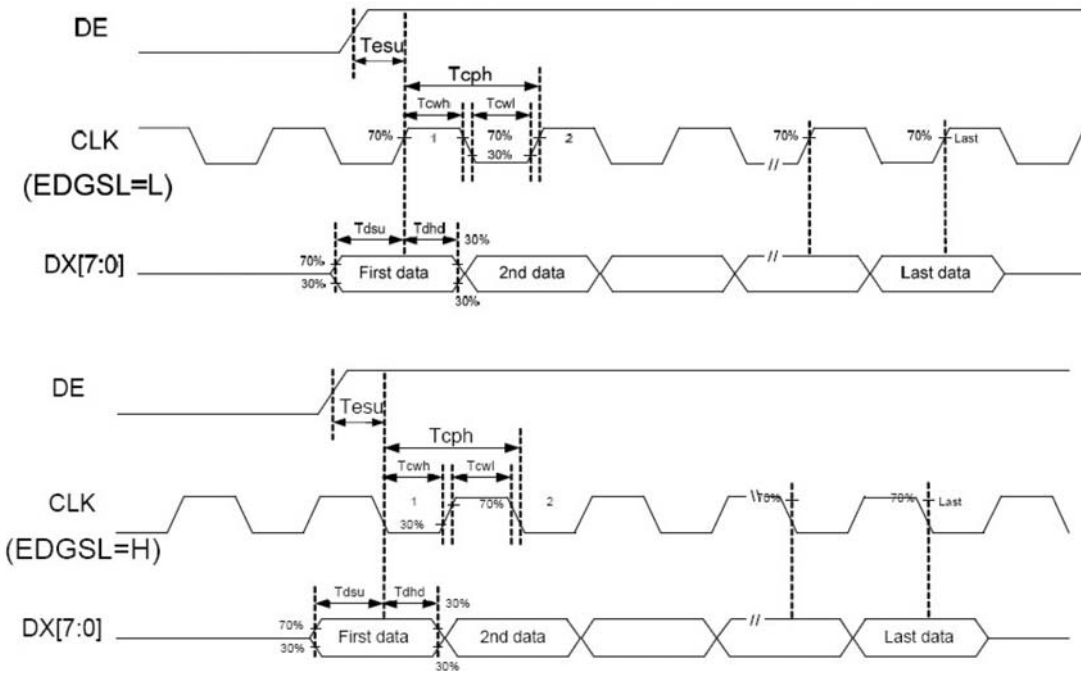 DE
Tesu
Tcph
Tcwh Tcwl
CLK 70% 1 70% 2 70% 70% Last
30%
(EDGSL=L)
//
Tdsu Tdhd 30%
DX[7:0] 70% First data 2nd data // Last data
30% 30%
DE
Tesu
Tcph
Tcwh Tcwl
CLK 1 70% 2 \\ 70% 70% Last
30%
(EDGSL=H)
Tdsu Tdhd 30%
DX[7:0] 70% First data 2nd data // Last data
30% 30%